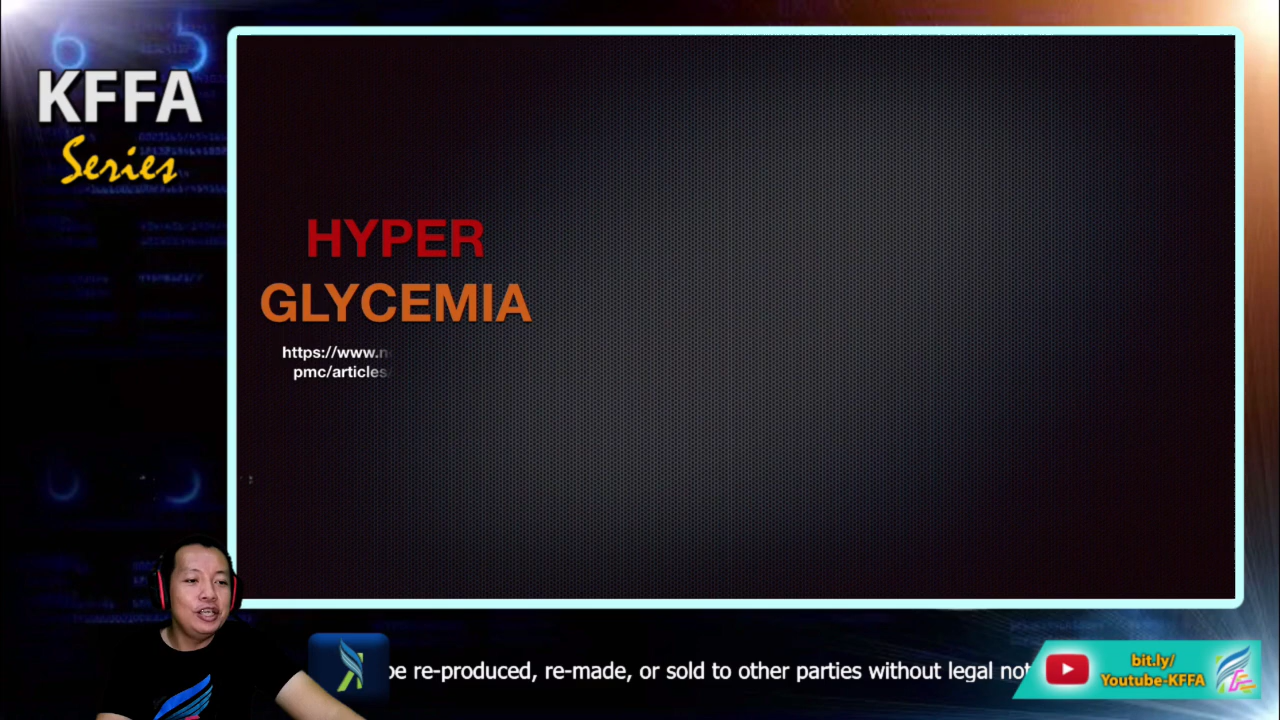 KFFA
Series
HYPER
GLYCEMIA
https://www.n
pmc/articles/
be re-produced, re-made, or sold to other parties without legal not
bit.ly/
Youtube-KFFA